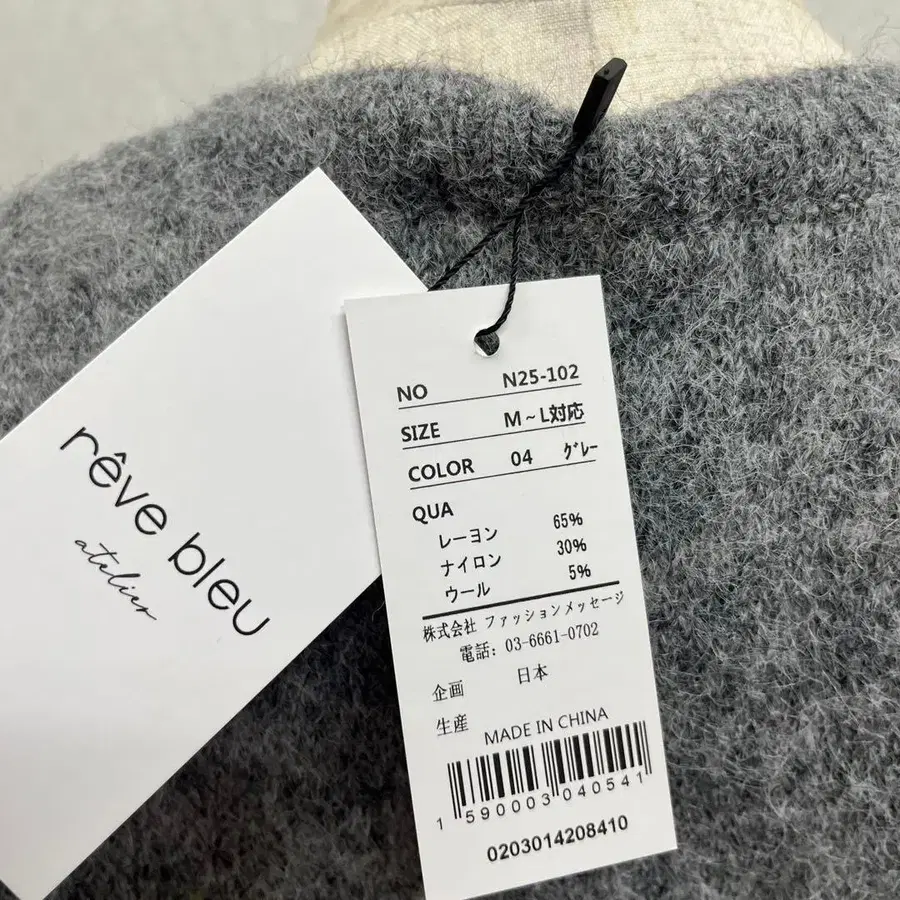 rêve bleu
atelier
NO N25-102
SIZE M~L対応
COLOR 04 グレー
QUA
レーヨン 65%
ナイロン 30%
ウール 5%
株式会社 ファッションメッセージ
電話: 03-6661-0702
企画 日本
生産
MADE IN CHINA
1 590003 040541
0203014208410